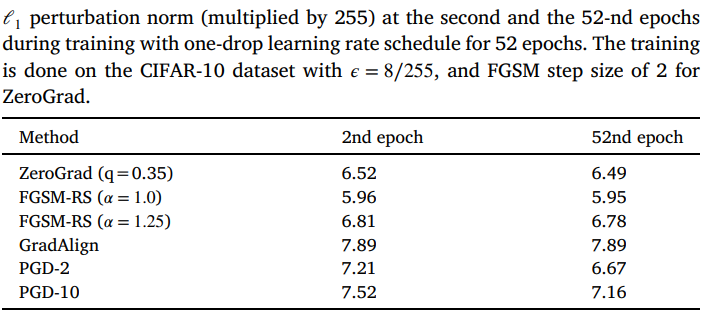 ℓ₁ perturbation norm (multiplied by 255) at the second and the 52-nd epochs
during training with one-drop learning rate schedule for 52 epochs. The training
is done on the CIFAR-10 dataset with ϵ = 8/255, and FGSM step size of 2 for
ZeroGrad.
Method 2nd epoch 52nd epoch
ZeroGrad (q=0.35) 6.52 6.49
FGSM-RS (α = 1.0) 5.96 5.95
FGSM-RS (α = 1.25) 6.81 6.78
GradAlign 7.89 7.89
PGD-2 7.21 6.67
PGD-10 7.52 7.16